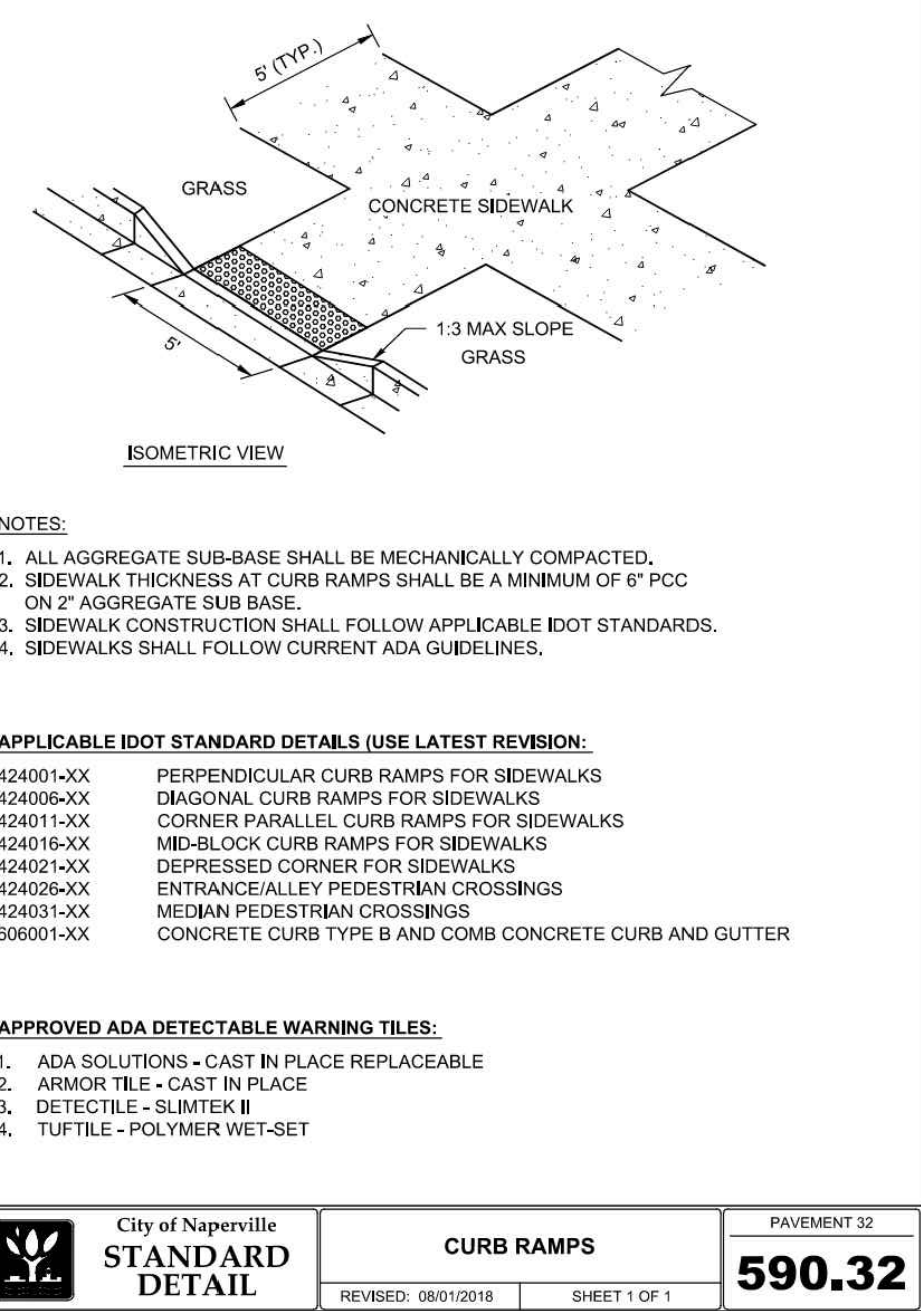 5' (TYP.)
GRASS
CONCRETE SIDEWALK
5'
1:3 MAX SLOPE
GRASS
ISOMETRIC VIEW
NOTES:
1. ALL AGGREGATE SUB-BASE SHALL BE MECHANICALLY COMPACTED.
2. SIDEWALK THICKNESS AT CURB RAMPS SHALL BE A MINIMUM OF 6" PCC
ON 2" AGGREGATE SUB BASE.
3. SIDEWALK CONSTRUCTION SHALL FOLLOW APPLICABLE IDOT STANDARDS.
4. SIDEWALKS SHALL FOLLOW CURRENT ADA GUIDELINES.
APPLICABLE IDOT STANDARD DETAILS (USE LATEST REVISION:
424001-XX PERPENDICULAR CURB RAMPS FOR SIDEWALKS
424006-XX DIAGONAL CURB RAMPS FOR SIDEWALKS
424011-XX CORNER PARALLEL CURB RAMPS FOR SIDEWALKS
424016-XX MID-BLOCK CURB RAMPS FOR SIDEWALKS
424021-XX DEPRESSED CORNER FOR SIDEWALKS
424026-XX ENTRANCE/ALLEY PEDESTRIAN CROSSINGS
424031-XX MEDIAN PEDESTRIAN CROSSINGS
606001-XX CONCRETE CURB TYPE B AND COMB CONCRETE CURB AND GUTTER
APPROVED ADA DETECTABLE WARNING TILES:
1. ADA SOLUTIONS - CAST IN PLACE REPLACEABLE
2. ARMOR TILE - CAST IN PLACE
3. DETECTILE - SLIMTEK II
4. TUFTILE - POLYMER WET-SET
City of Naperville
STANDARD
DETAIL
CURB RAMPS
REVISED: 08/01/2018
SHEET 1 OF 1
PAVEMENT 32
590.32